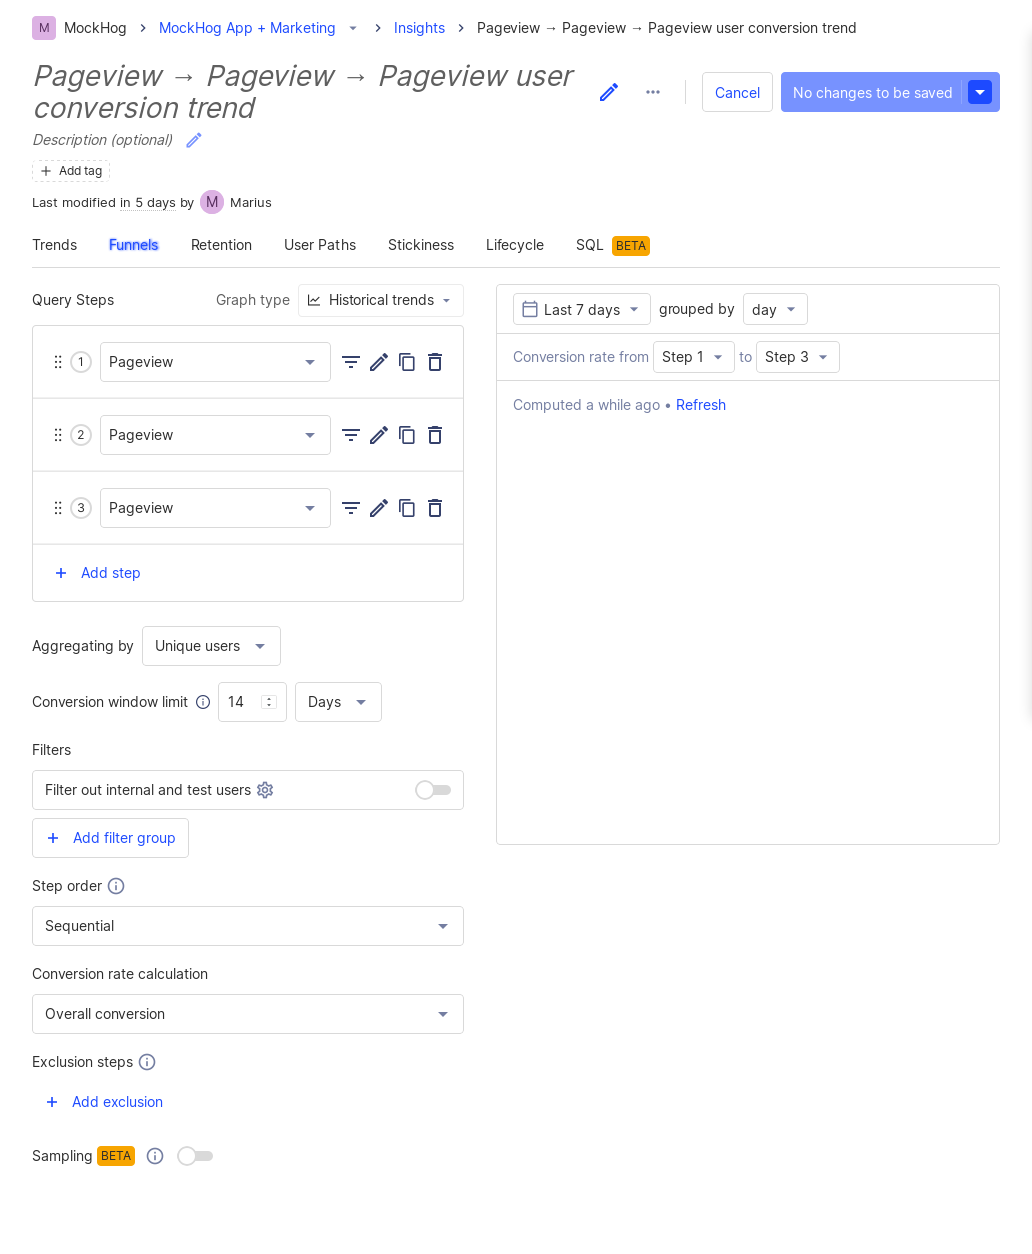 M MockHog > MockHog App + Marketing > Insights > Pageview → Pageview → Pageview user conversion trend
Pageview → Pageview → Pageview user
conversion trend
Cancel
No changes to be saved
Description (optional)
Add tag
Last modified in 5 days by M Marius
Trends Funnels Retention User Paths Stickiness Lifecycle SQL BETA
Query Steps Graph type Historical trends
1 Pageview
2 Pageview
3 Pageview
+ Add step
Aggregating by Unique users
Conversion window limit 14 Days
Filters
Filter out internal and test users
+ Add filter group
Step order
Sequential
Conversion rate calculation
Overall conversion
Exclusion steps
+ Add exclusion
Sampling BETA
Last 7 days grouped by day
Conversion rate from Step 1 to Step 3
Computed a while ago • Refresh